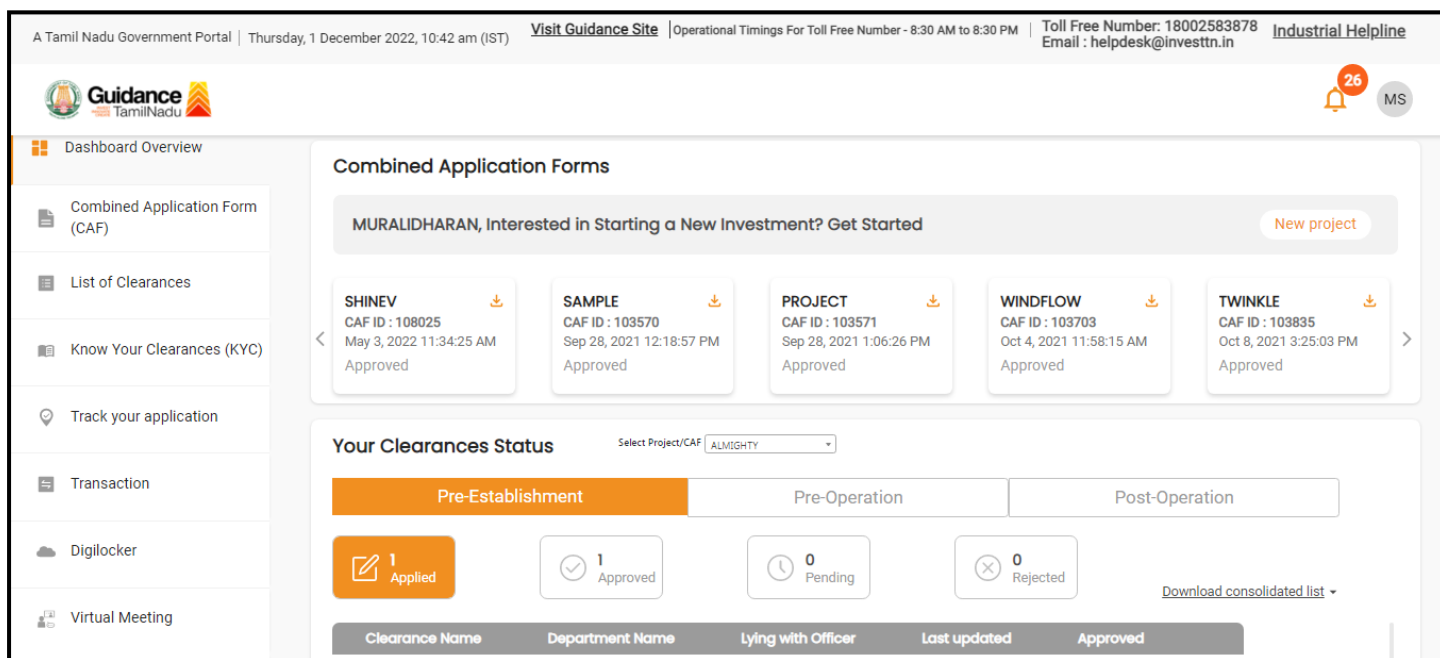 A Tamil Nadu Government Portal | Thursday, 1 December 2022, 10:42 am (IST)
Visit Guidance Site | Operational Timings For Toll Free Number - 8:30 AM to 8:30 PM |
Toll Free Number: 18002583878
Email : helpdesk@investtn.in
Industrial Helpline
Guidance
TamilNadu
26
MS
Dashboard Overview
Combined Application Form
(CAF)
List of Clearances
Know Your Clearances (KYC)
Track your application
Transaction
Digilocker
Virtual Meeting
Combined Application Forms
MURALIDHARAN, Interested in Starting a New Investment? Get Started
New project
SHINEV
CAF ID : 108025
May 3, 2022 11:34:25 AM
Approved
SAMPLE
CAF ID : 103570
Sep 28, 2021 12:18:57 PM
Approved
PROJECT
CAF ID : 103571
Sep 28, 2021 1:06:26 PM
Approved
WINDFLOW
CAF ID : 103703
Oct 4, 2021 11:58:15 AM
Approved
TWINKLE
CAF ID : 103835
Oct 8, 2021 3:25:03 PM
Approved
Your Clearances Status
Select Project/CAF ALMIGHTY
Pre-Establishment Pre-Operation Post-Operation
1
Applied
1
Approved
0
Pending
0
Rejected
Download consolidated list
Clearance Name Department Name Lying with Officer Last updated Approved